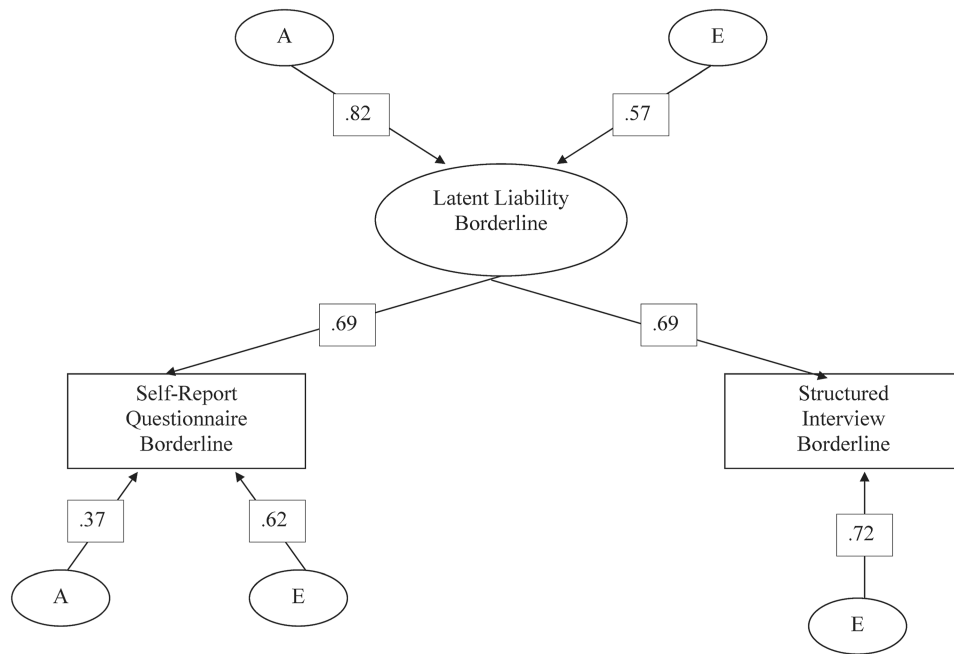 A
E
.82
.57
Latent Liability
Borderline
.69
.69
Self-Report
Questionnaire
Borderline
Structured
Interview
Borderline
.37
.62
.72
A
E
E